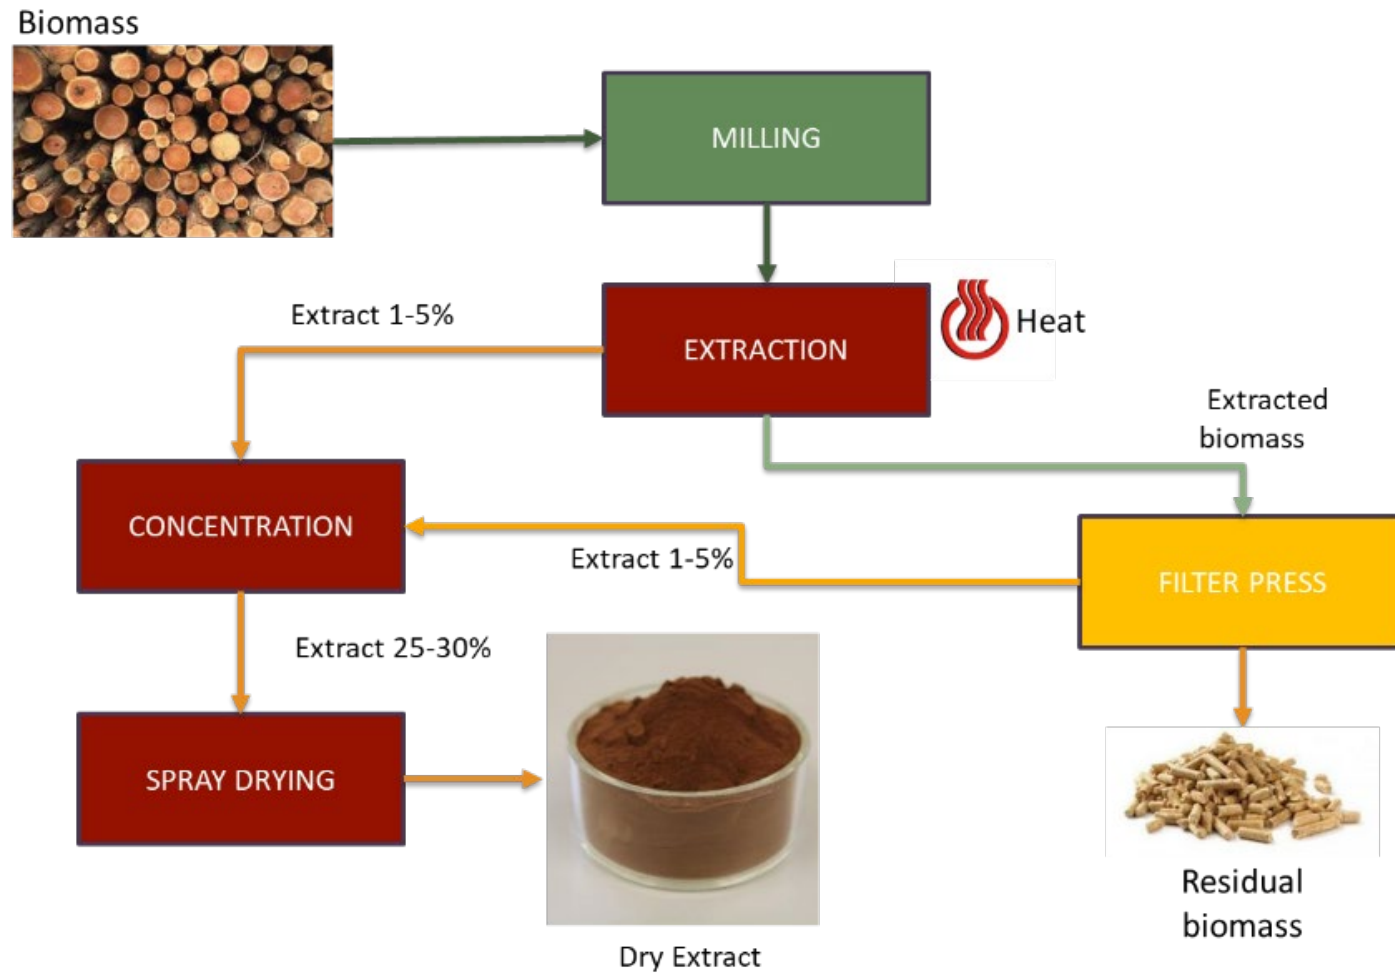 Biomass
MILLING
Extract 1-5%
EXTRACTION
Heat
Extracted
biomass
CONCENTRATION
Extract 1-5%
FILTER PRESS
Extract 25-30%
SPRAY DRYING
Residual
biomass
Dry Extract